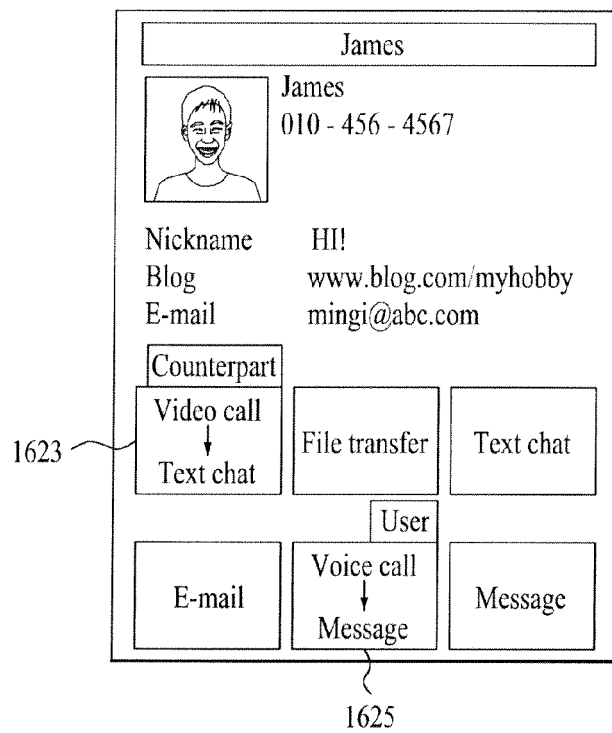 James
James
010 - 456 - 4567
Nickname HI!
Blog www.blog.com/myhobby
E-mail mingi@abc.com
Counterpart
Video call
Text chat
File transfer
Text chat
1623
User
E-mail
Voice call
Message
Message
1625